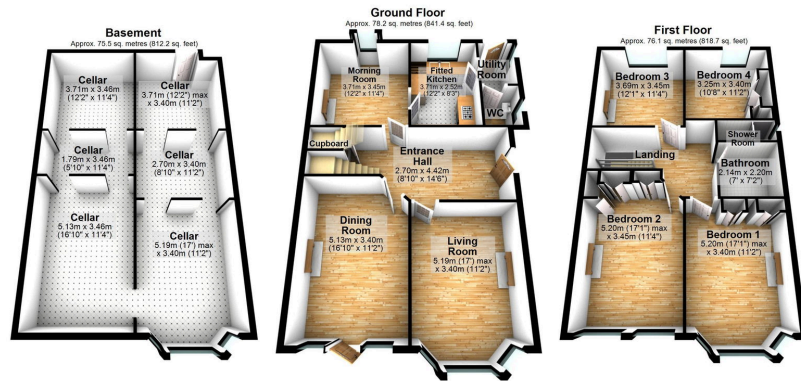 Basement
Approx. 75.5 sq. metres (812.2 sq. feet)
Cellar
3.71m x 3.46m
(12'2" x 11'4")
Cellar
3.71m (12'2") max
x 3.40m (11'2")
Cellar
1.79m x 3.46m
(5'10" x 11'4")
Cellar
2.70m x 3.40m
(8'10" x 11'2")
Cellar
5.13m x 3.46m
(16'10" x 11'4")
Cellar
5.19m (17') max
x 3.40m (11'2")
Ground Floor
Approx. 78.2 sq. metres (841.4 sq. feet)
Morning
Room
3.71m x 3.45m
(12'2" x 11'4")
Fitted
Kitchen
3.71m x 2.52m
(12'2" x 8'3")
Utility
Room
WC
Cupboard
Entrance
Hall
2.70m x 4.42m
(8'10" x 14'6")
Dining
Room
5.13m x 3.40m
(16'10" x 11'2")
Living
Room
5.19m (17') max
x 3.40m (11'2")
First Floor
Approx. 76.1 sq. metres (818.7 sq. feet)
Bedroom 3
3.69m x 3.45m
(12'1" x 11'4")
Bedroom 4
3.25m x 3.40m
(10'8" x 11'2")
Shower
Room
Landing
Bathroom
2.14m x 2.20m
(7' x 7'2")
Bedroom 2
5.20m (17'1") max
x 3.45m (11'4")
Bedroom 1
5.20m (17'1") max
x 3.40m (11'2")